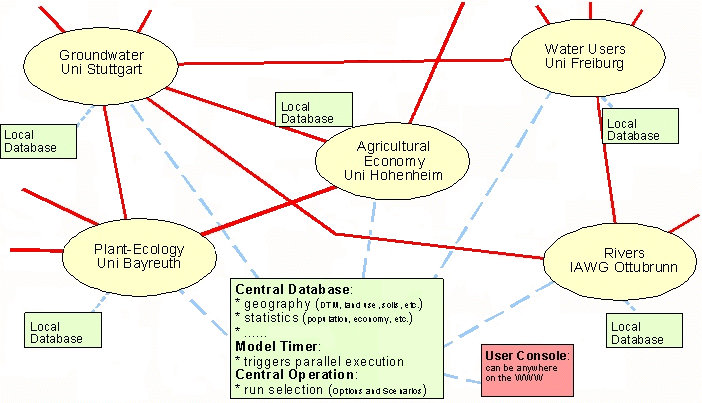 Groundwater
Uni Stuttgart
Water Users
Uni Freiburg
Local
Database
Local
Database
Local
Database
Agricultural
Economy
Uni Hohenheim
Plant-Ecology
Uni Bayreuth
Rivers
IAWG Ottubrunn
Central Database:
* geography (DTM, land use, soils, etc.)
* statistics (population, economy, etc.)
* ......
Model Timer:
* triggers parallel execution
Central Operation:
* run selection (Options and Scenarios)
Local
Database
Local
Database
User Console:
can be anywhere
on the WWW